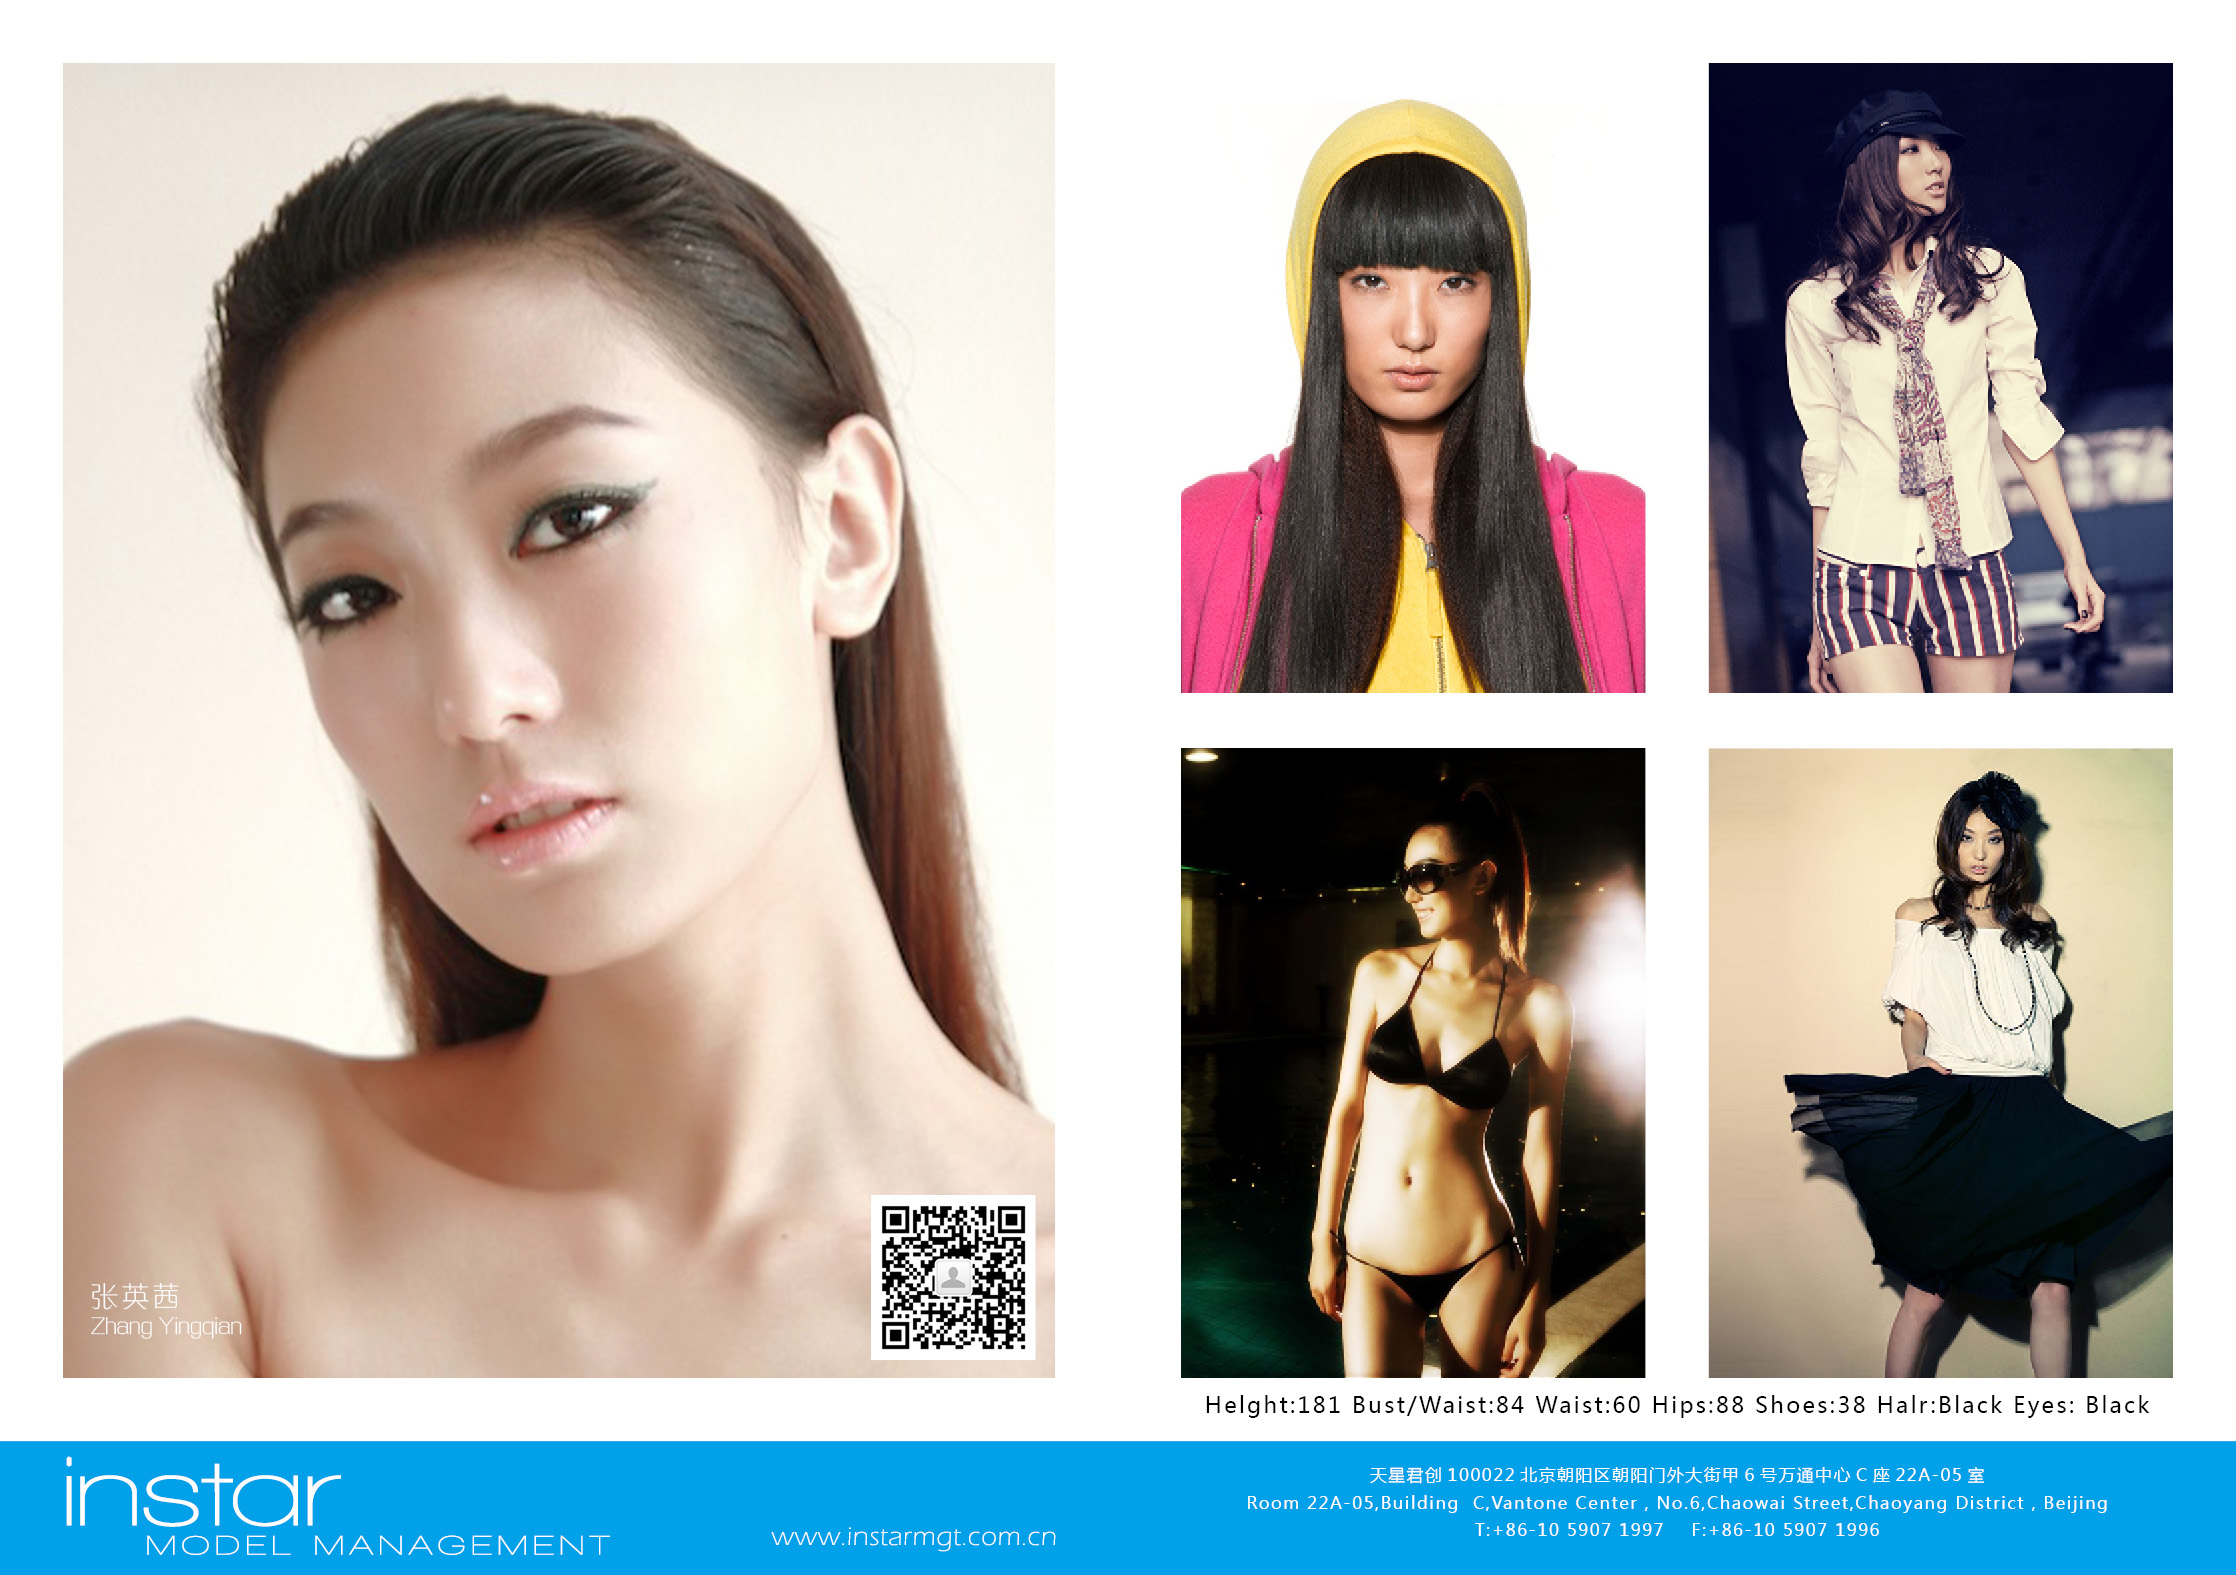 张英茜
Zhang Yingqian
Helght:181 Bust/Waist:84 Waist:60 Hips:88 Shoes:38 Halr:Black Eyes: Black
instar
MODEL MANAGEMENT
www.instarmgt.com.cn
天星君创 100022 北京朝阳区朝阳门外大街甲 6 号万通中心 C 座 22A-05 室
Room 22A-05,Building C,Vantone Center , No.6,Chaowai Street,Chaoyang District , Beijing
T:+86-10 5907 1997 F:+86-10 5907 1996